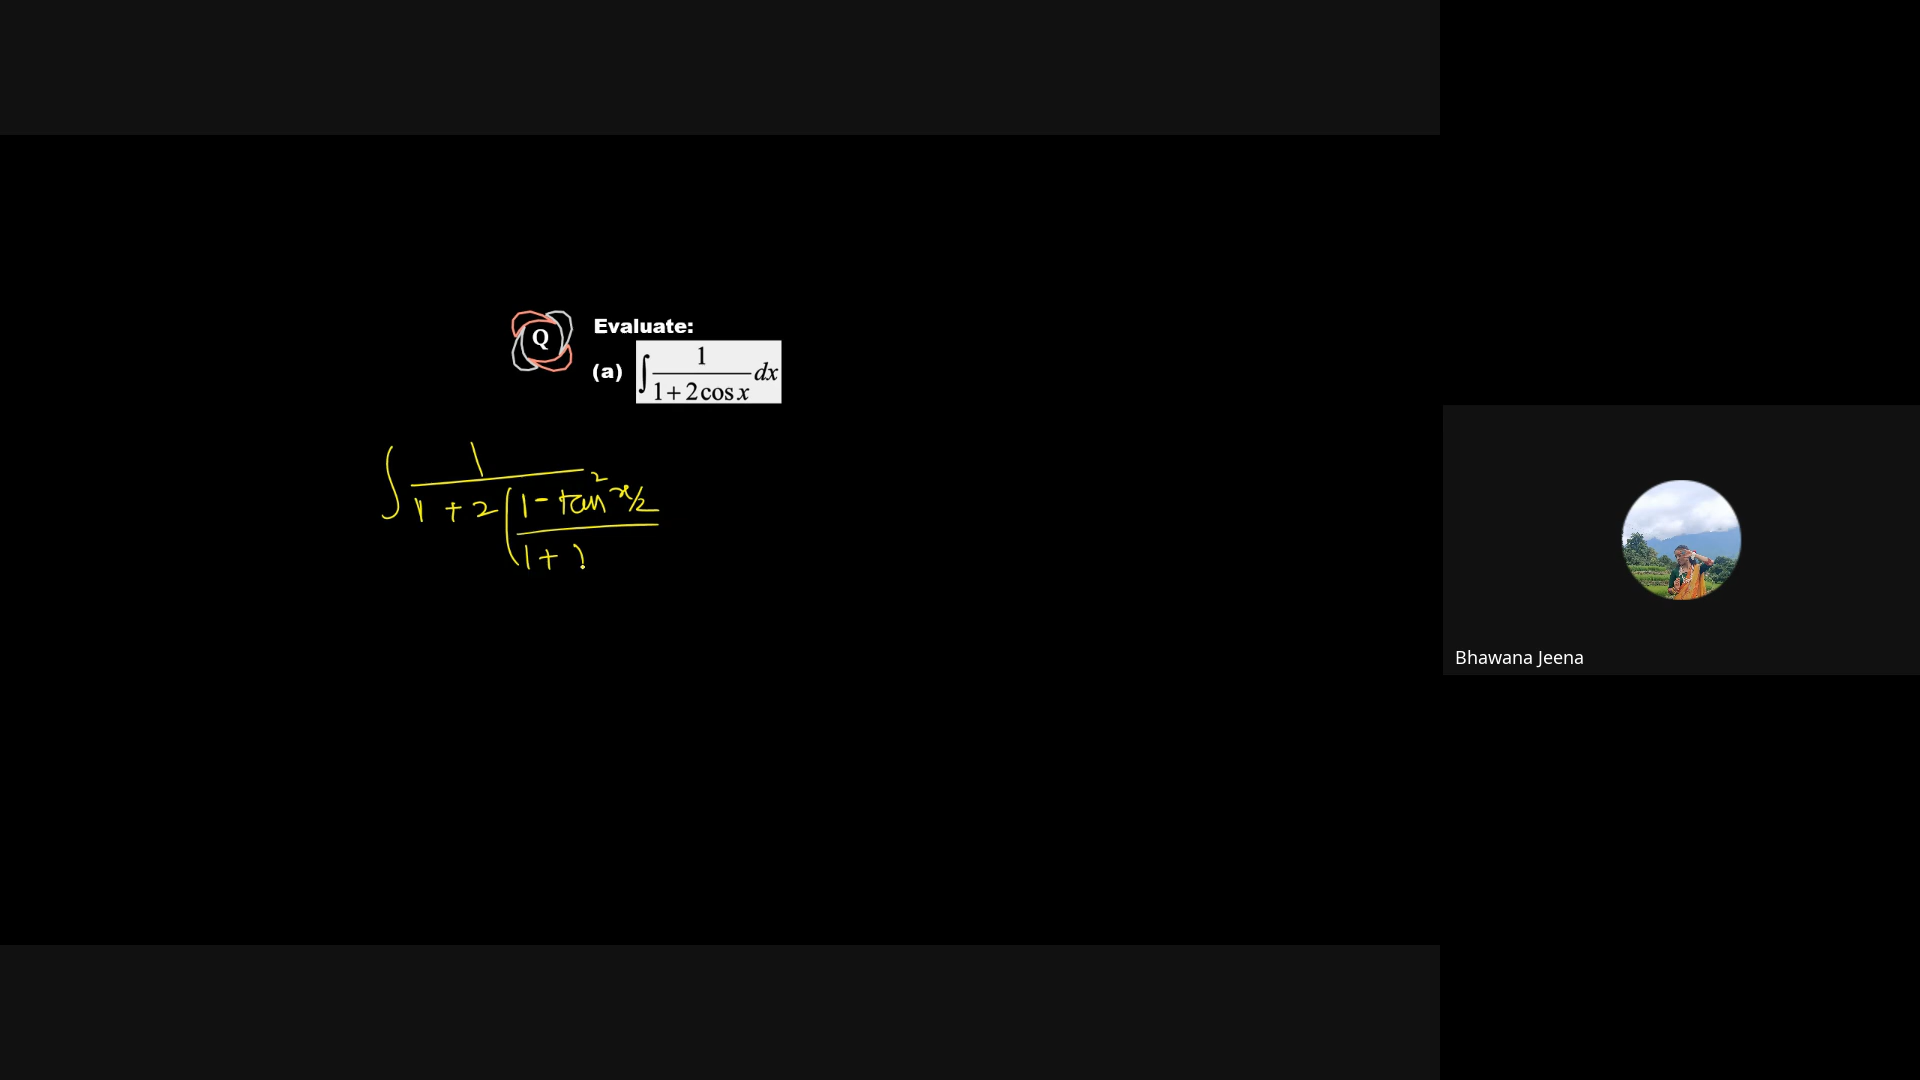 Q Evaluate:
(a) ∫ 1/(1+2cos x) dx
∫ 1/(1 + 2(1 - tan² x/2)/(1 +
Bhawana Jeena